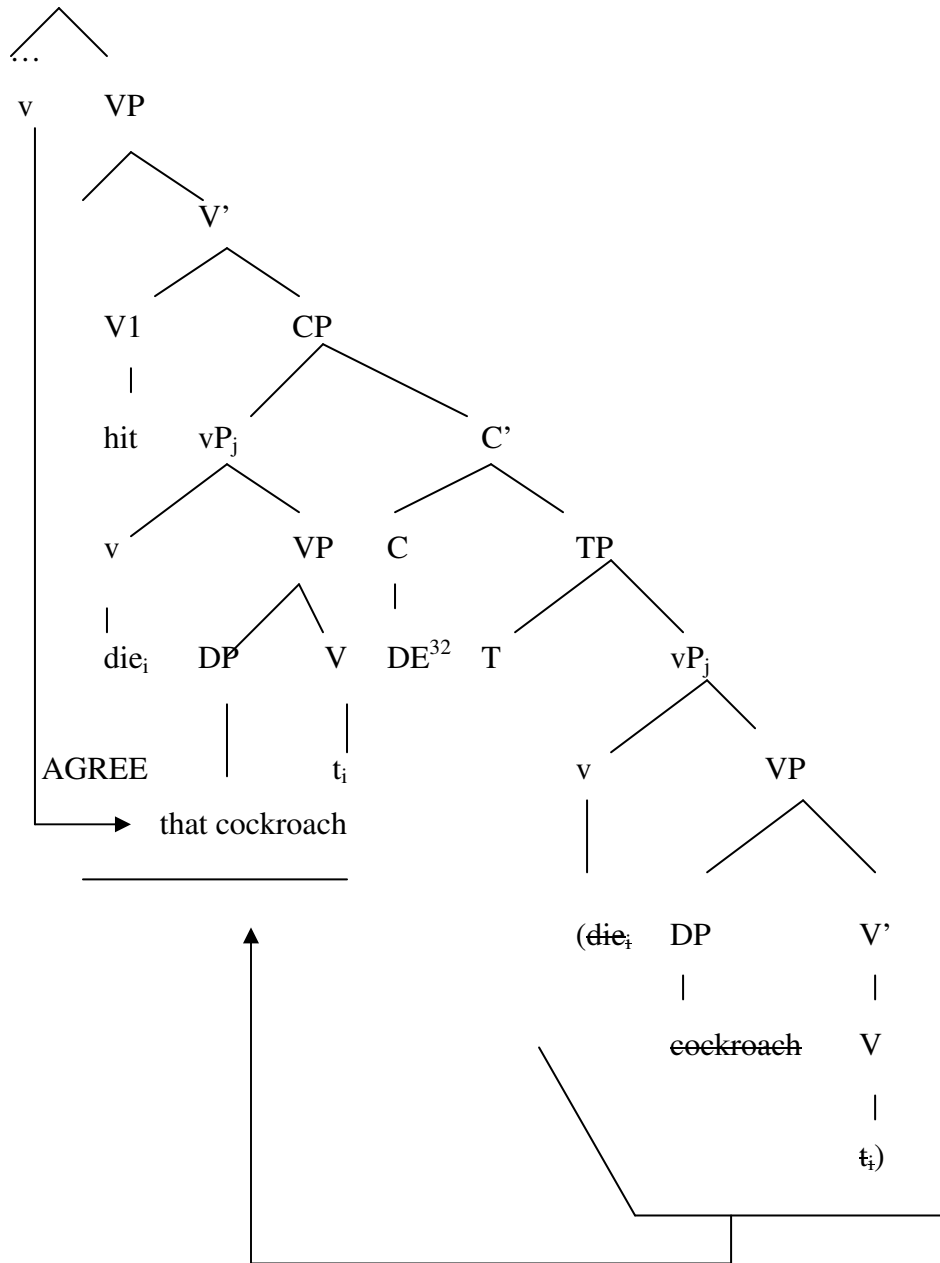 …
v VP
V’
V1 CP
hit vPj C’
v VP C TP
diei DP V DE32 T vPj
AGREE ti v VP
that cockroach
(diei DP V’
cockroach V
ti)